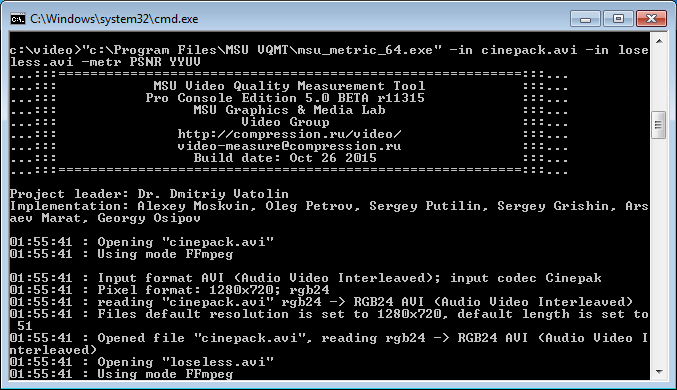 C:\Windows\system32\cmd.exe
c:\video>"c:\Program Files\MSU VQMT\msu_metric_64.exe" -in cinepack.avi -in lose
less.avi -metr PSNR YYUV
...:::===========================================================:::...
...:::            MSU Video Quality Measurement Tool             :::...
...:::           Pro Console Edition 5.0 BETA r11315             :::...
...:::                 MSU Graphics & Media Lab                  :::...
...:::                       Video Group                         :::...
...:::               http://compression.ru/video/                :::...
...:::               video-measure@compression.ru                :::...
...:::                 Build date: Oct 26 2015                   :::...
...:::===========================================================:::...
Project leader: Dr. Dmitriy Vatolin
Implementation: Alexey Moskvin, Oleg Petrov, Sergey Putilin, Sergey Grishin, Ars
aev Marat, Georgy Osipov
01:55:41 : Opening "cinepack.avi"
01:55:41 : Using mode FFmpeg
01:55:41 : Input format AVI (Audio Video Interleaved); input codec Cinepak
01:55:41 : Pixel format: 1280x720; rgb24
01:55:41 : reading "cinepack.avi" rgb24 -> RGB24 AVI (Audio Video Interleaved)
01:55:41 : Files default resolution is set to 1280x720, default length is set to
 51
01:55:41 : Opened file "cinepack.avi", reading rgb24 -> RGB24 AVI (Audio Video I
nterleaved)
01:55:41 : Opening "loseless.avi"
01:55:41 : Using mode FFmpeg